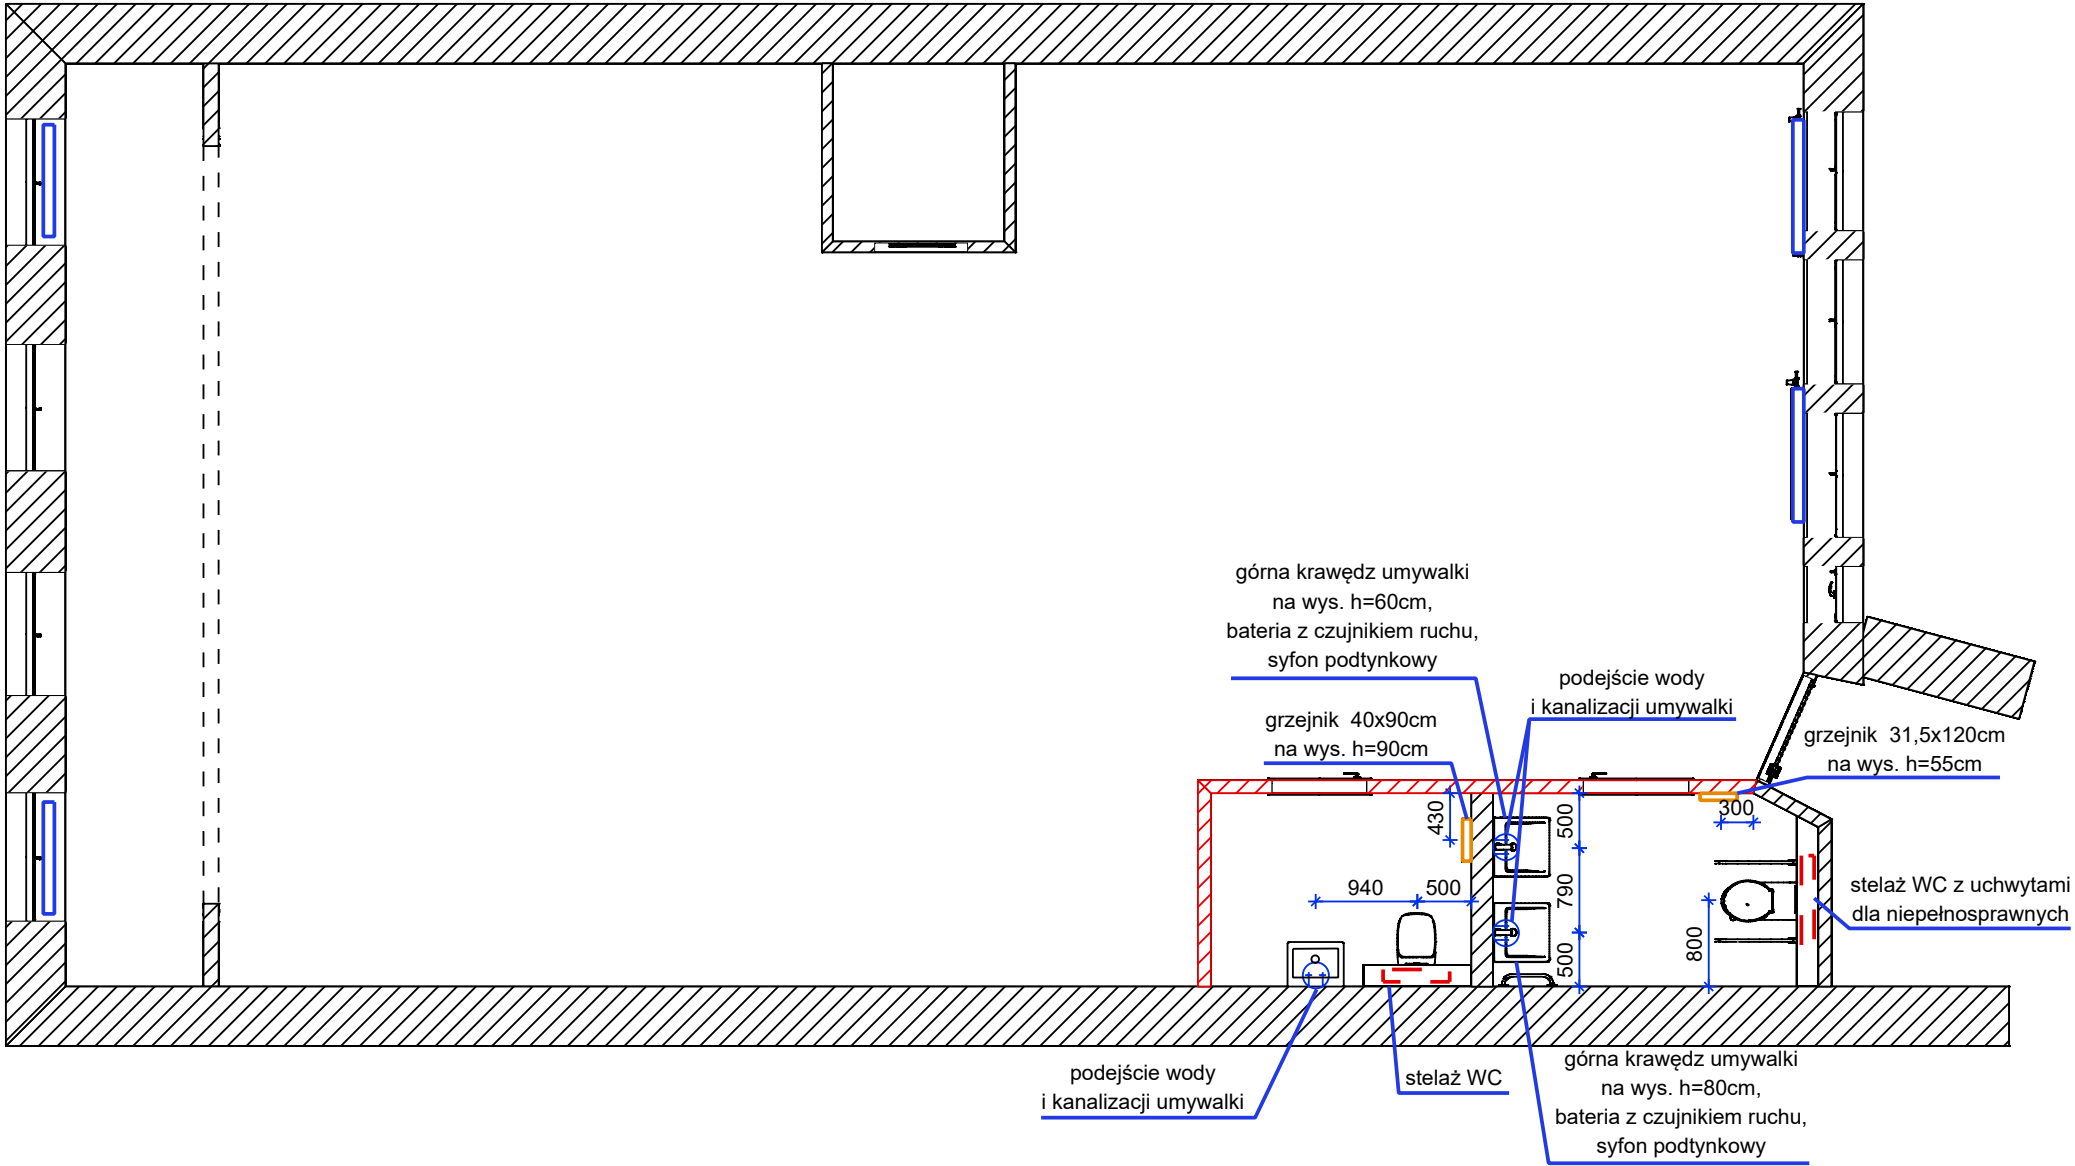 górna krawędz umywalki
na wys. h=60cm,
bateria z czujnikiem ruchu,
syfon podtynkowy
podejście wody
i kanalizacji umywalki
grzejnik 40x90cm
na wys. h=90cm
grzejnik 31,5x120cm
na wys. h=55cm
430
500
300
940
500
790
stelaż WC z uchwytami
dla niepełnosprawnych
500
800
podejście wody
i kanalizacji umywalki
stelaż WC
górna krawędz umywalki
na wys. h=80cm,
bateria z czujnikiem ruchu,
syfon podtynkowy